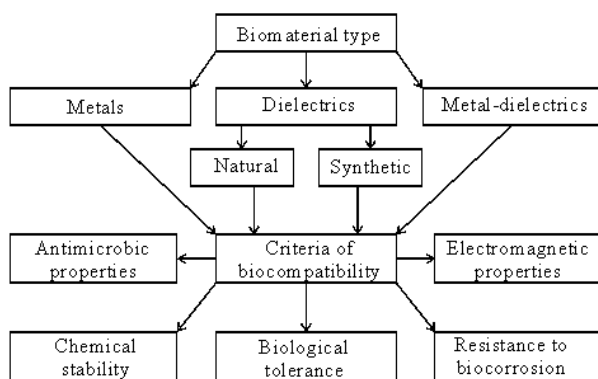 Biomaterial type
Metals
Dielectrics
Metal-dielectrics
Natural
Synthetic
Antimicrobic
properties
Criteria of
biocompatibility
Electromagnetic
properties
Chemical
stability
Biological
tolerance
Resistance to
biocorrosion